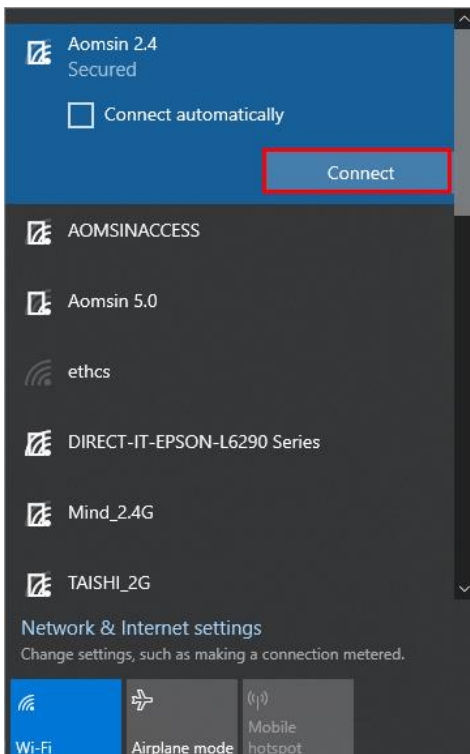 Aomsin 2.4
Secured
Connect automatically
Connect
AOMSINACCESS
Aomsin 5.0
ethcs
DIRECT-IT-EPSON-L6290 Series
Mind_2.4G
TAISHI_2G
Network & Internet settings
Change settings, such as making a connection metered.
Wi-Fi
Airplane mode
Mobile
hotspot